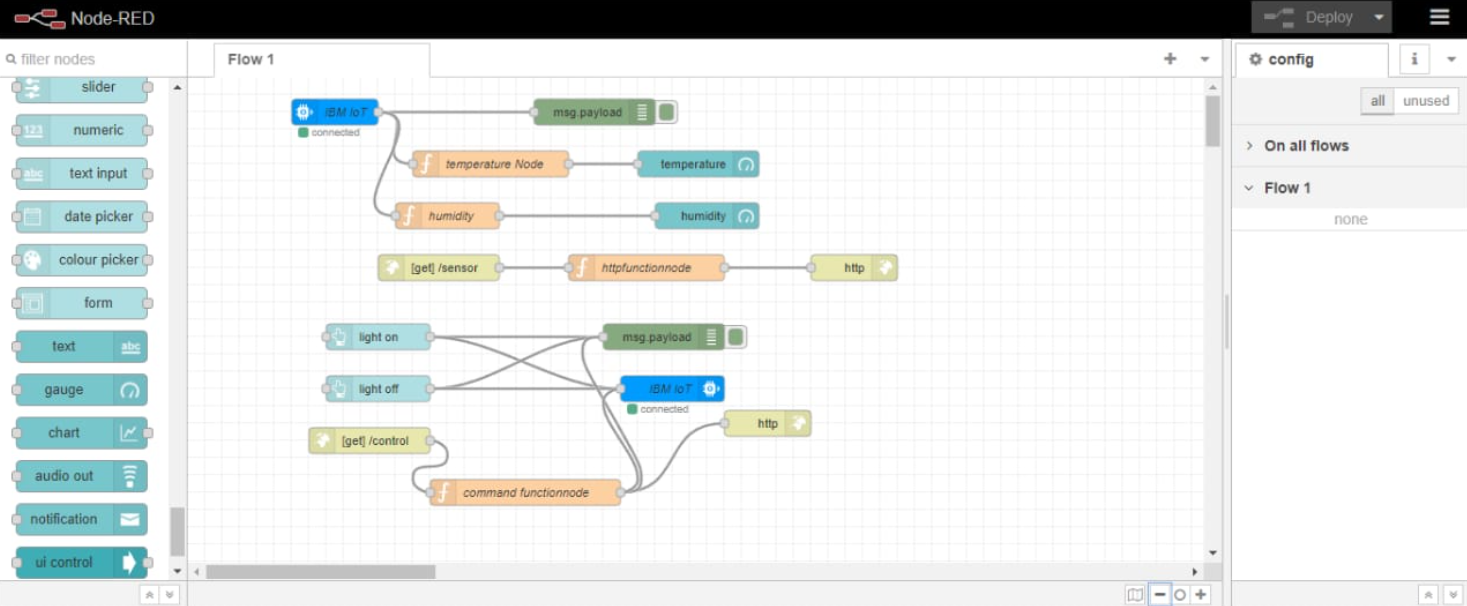 Node-RED
Deploy
filter nodes
slider
123 numeric
abc text input
date picker
colour picker
form
text abc
gauge
chart
audio out
notification
ui control
Flow 1
IBM IoT
connected
msg.payload
temperature Node
temperature
humidity
humidity
[get] /sensor
httpfunctionnode
http
light on
msg.payload
light off
IBM IoT
connected
http
[get] /control
command functionnode
config
i
all
unused
On all flows
Flow 1
none